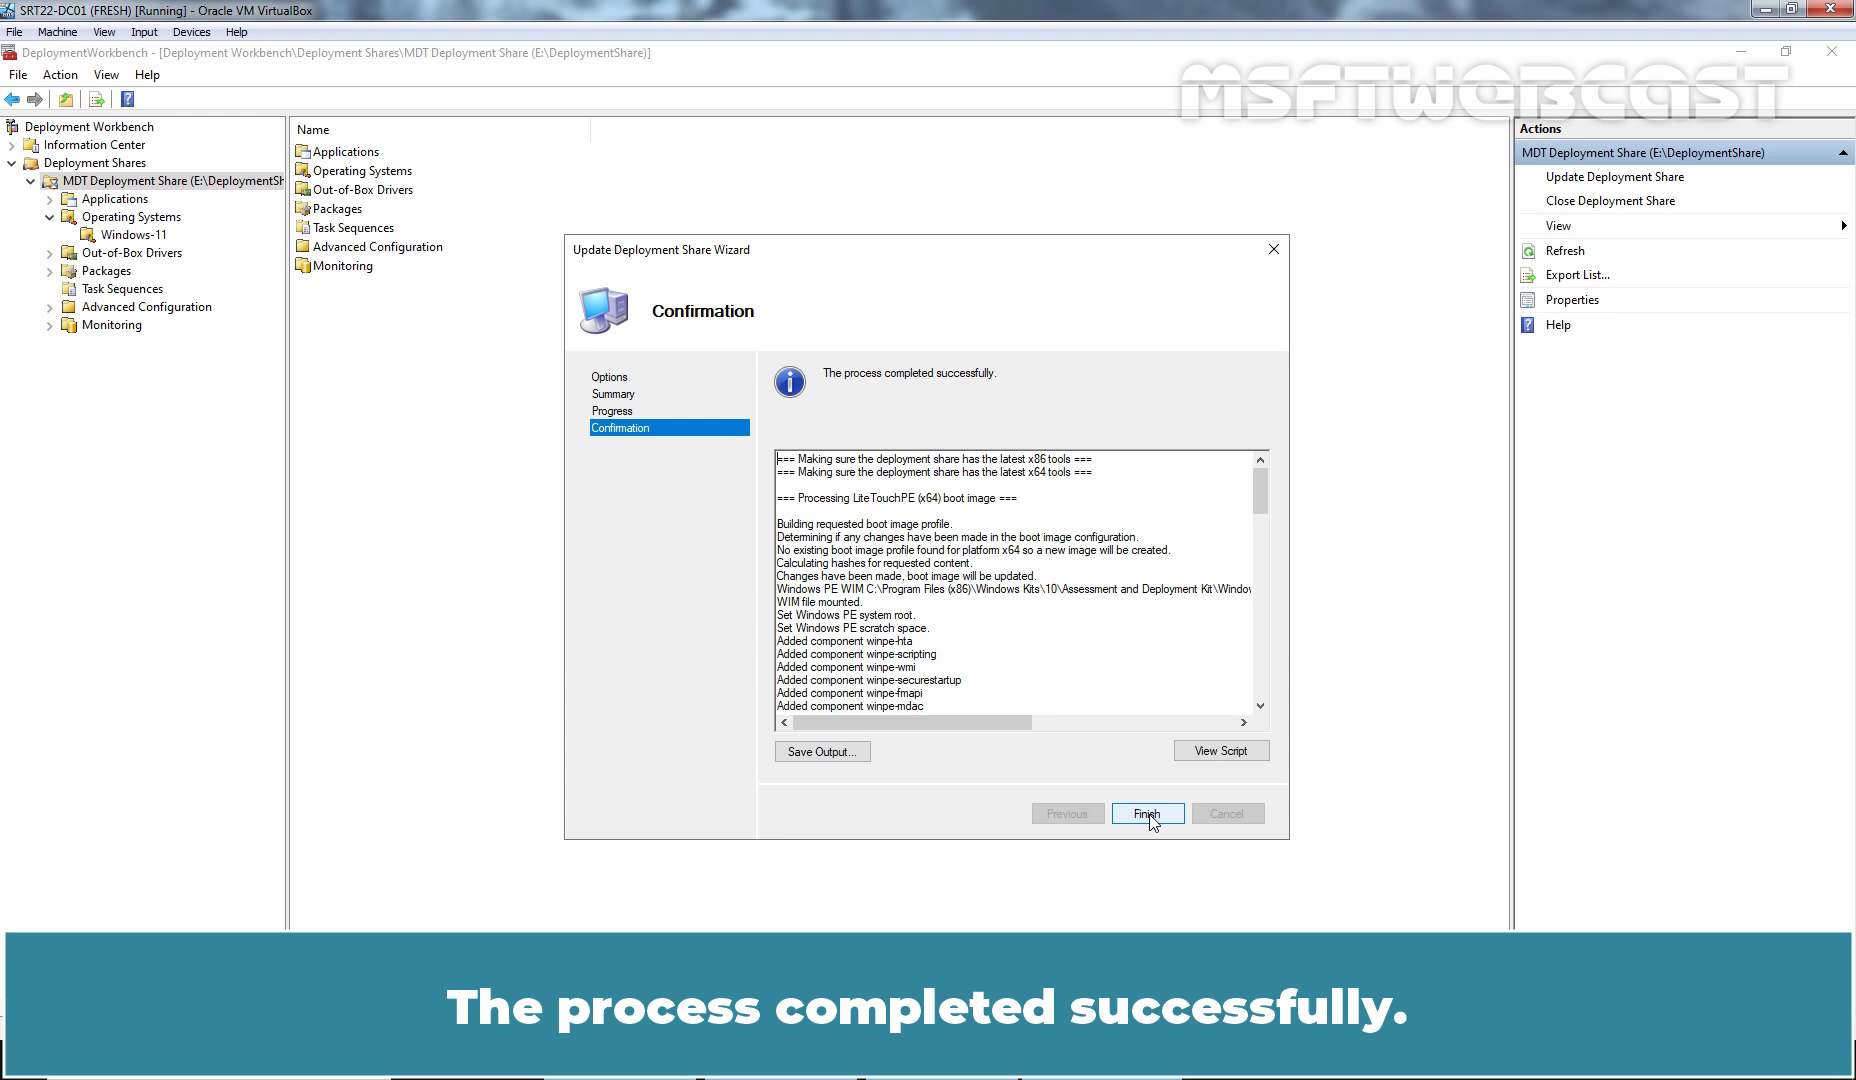 SRT22-DC01 (FRESH) [Running] - Oracle VM VirtualBox
File Machine View Input Devices Help
DeploymentWorkbench - [Deployment Workbench\Deployment Shares\MDT Deployment Share (E:\DeploymentShare)]
File Action View Help
MSFTWEBCAST
Deployment Workbench
Information Center
Deployment Shares
MDT Deployment Share (E:\DeploymentSh
Applications
Operating Systems
Windows-11
Out-of-Box Drivers
Packages
Task Sequences
Advanced Configuration
Monitoring
Name
Applications
Operating Systems
Out-of-Box Drivers
Packages
Task Sequences
Advanced Configuration
Monitoring
Update Deployment Share Wizard
Confirmation
Options
Summary
Progress
Confirmation
The process completed successfully.
=== Making sure the deployment share has the latest x86 tools ===
=== Making sure the deployment share has the latest x64 tools ===
=== Processing LiteTouchPE (x64) boot image ===
Building requested boot image profile.
Determining if any changes have been made in the boot image configuration.
No existing boot image profile found for platform x64 so a new image will be created.
Calculating hashes for requested content.
Changes have been made, boot image will be updated.
Windows PE WIM C:\Program Files (x86)\Windows Kits\10\Assessment and Deployment Kit\Window
WIM file mounted.
Set Windows PE system root.
Set Windows PE scratch space.
Added component winpe-hta
Added component winpe-scripting
Added component winpe-wmi
Added component winpe-securestartup
Added component winpe-fmapi
Added component winpe-mdac
Save Output...
View Script
Previous
Finish
Cancel
Actions
MDT Deployment Share (E:\DeploymentShare)
Update Deployment Share
Close Deployment Share
View
Refresh
Export List...
Properties
Help
The process completed successfully.